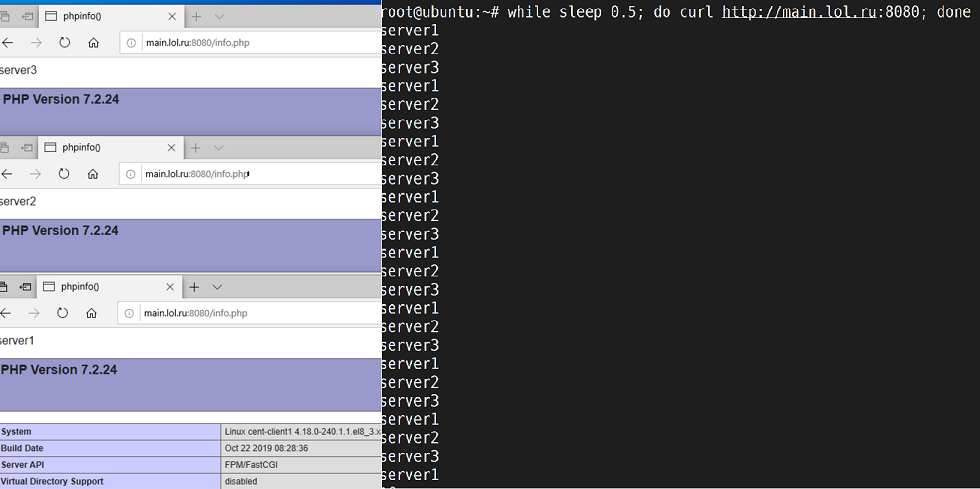 phpinfo()
main.lol.ru:8080/info.php
server3
PHP Version 7.2.24
phpinfo()
main.lol.ru:8080/info.php
server2
PHP Version 7.2.24
phpinfo()
main.lol.ru:8080/info.php
server1
PHP Version 7.2.24
System Linux cent-client1 4.18.0-240.1.1.el8_3.x
Build Date Oct 22 2019 08:28:36
Server API FPM/FastCGI
Virtual Directory Support disabled
root@ubuntu:~# while sleep 0.5; do curl http://main.lol.ru:8080; done
server1
server2
server3
server1
server2
server3
server1
server2
server3
server1
server2
server3
server1
server2
server3
server1
server2
server3
server1
server2
server3
server1
server2
server3
server1